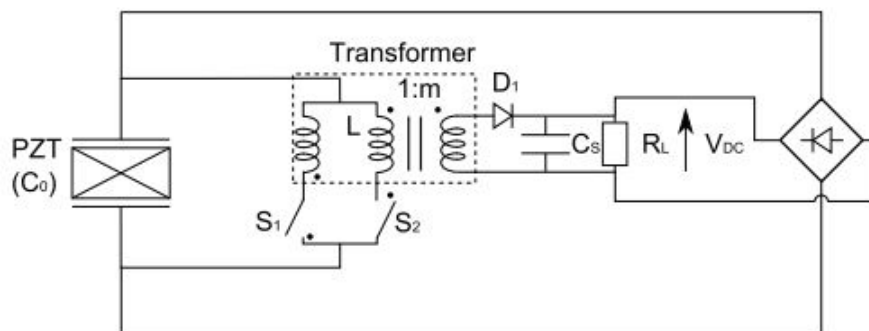 Transformer
1:m
D₁
PZT
(C₀)
L
Cs
RL
VDC
S₁
S₂